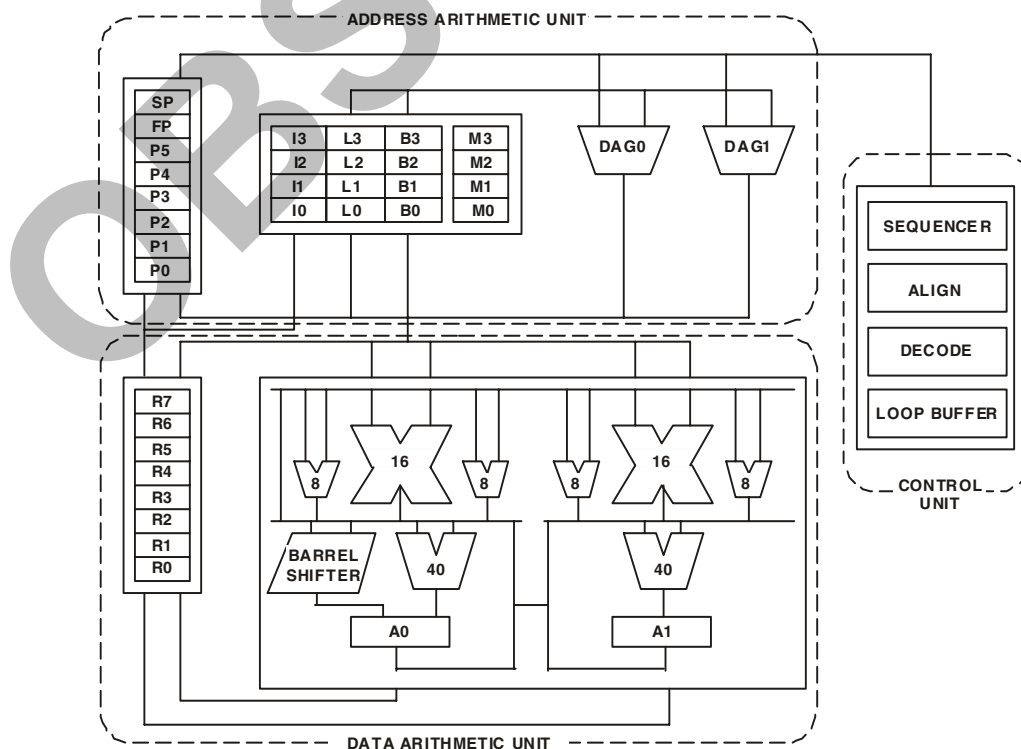 ADDRESS ARITHMETIC UNIT
SP
FP
P5
P4
P3
P2
P1
P0
I3 L3 B3 M3
I2 L2 B2 M2
I1 L1 B1 M1
I0 L0 B0 M0
DAG0
DAG1
SEQUENCER
ALIGN
DECODE
LOOP BUFFER
CONTROL
UNIT
R7
R6
R5
R4
R3
R2
R1
R0
8
16
8
8
16
8
BARREL
SHIFTER
40
40
A0
A1
DATA ARITHMETIC UNIT
OBS